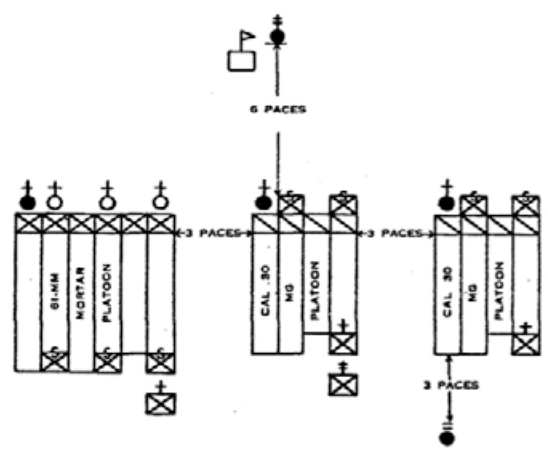 6 PACES
3 PACES
3 PACES
81-MM
MORTAR
PLATOON
CAL .30
MG
PLATOON
CAL 30
MG
PLATOON
3 PACES